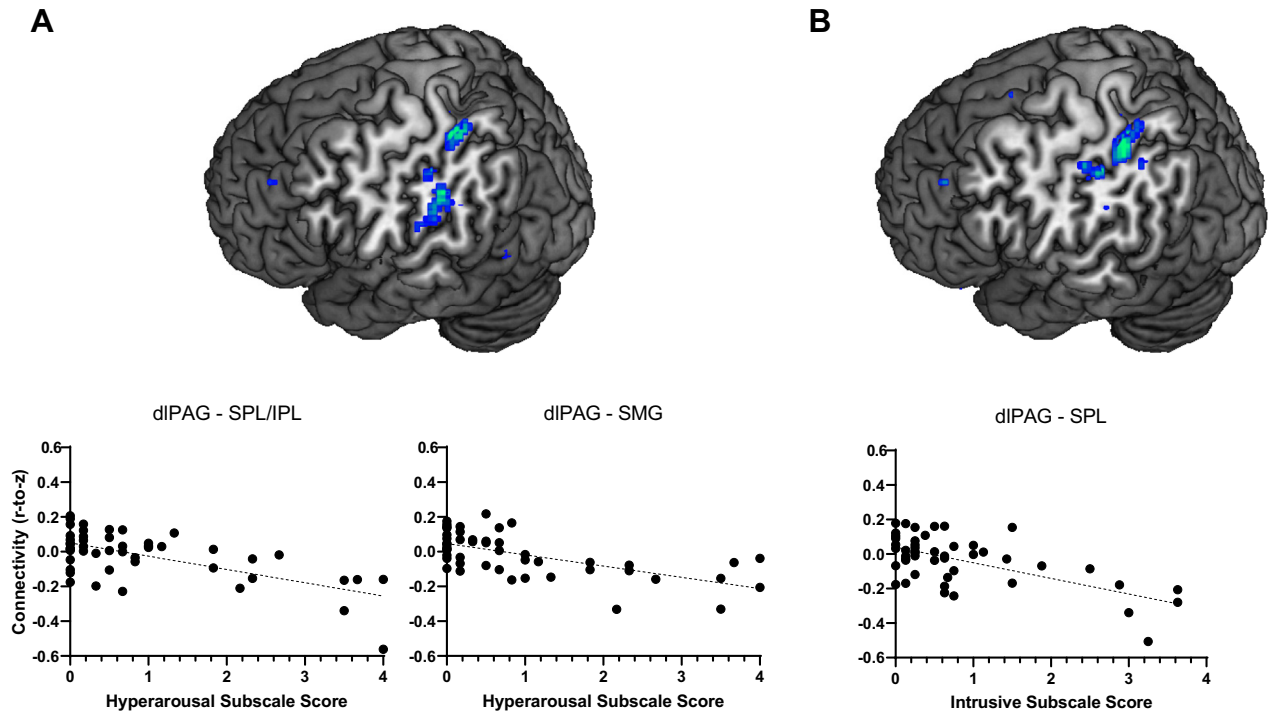 A
B
dlPAG - SPL/IPL
dlPAG - SMG
dlPAG - SPL
Connectivity (r-to-z)
0.6
0.4
0.2
0.0
-0.2
-0.4
-0.6
0 1 2 3 4
Hyperarousal Subscale Score
0.6
0.4
0.2
0.0
-0.2
-0.4
-0.6
0 1 2 3 4
Hyperarousal Subscale Score
0.6
0.4
0.2
0.0
-0.2
-0.4
-0.6
0 1 2 3 4
Intrusive Subscale Score